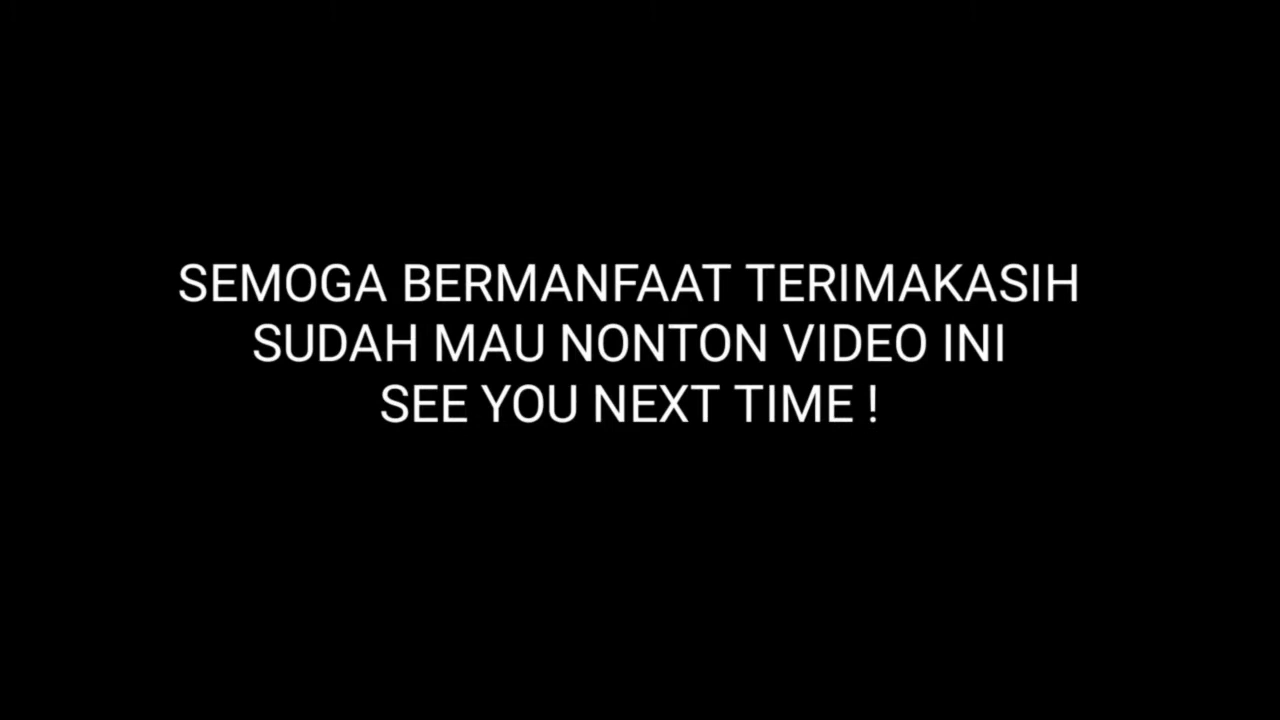 SEMOGA BERMANFAAT TERIMAKASIH
SUDAH MAU NONTON VIDEO INI
SEE YOU NEXT TIME !